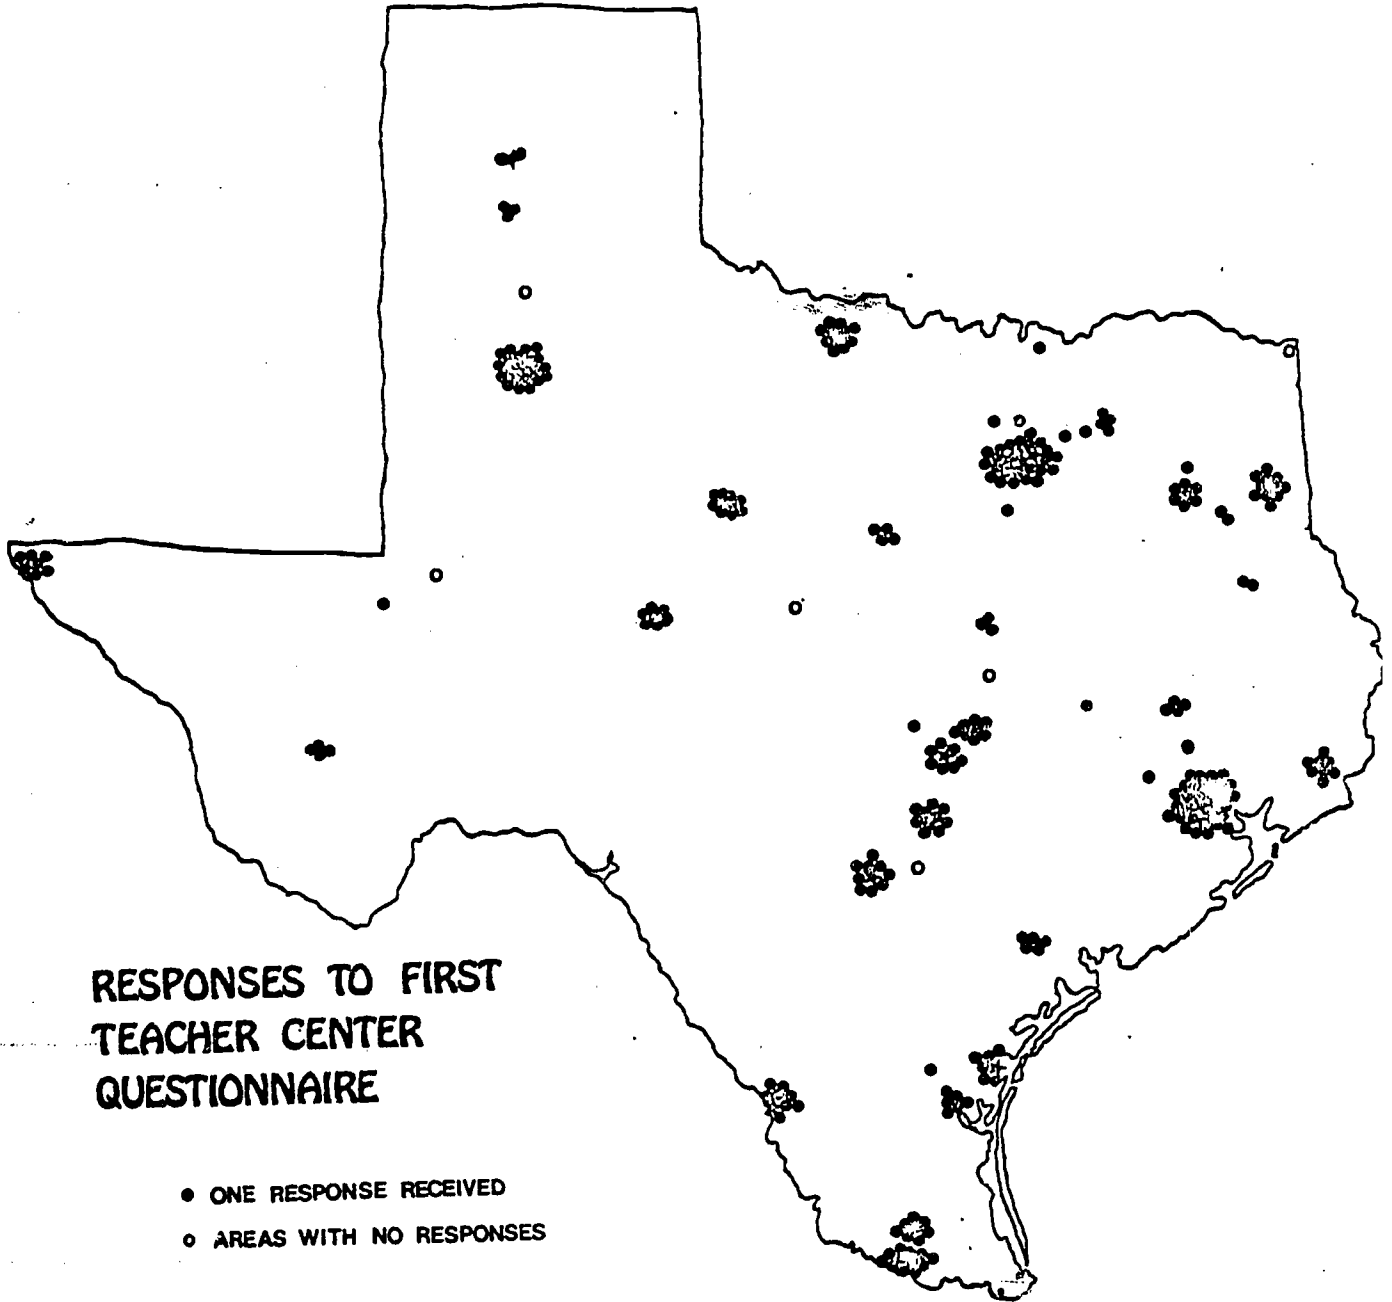 RESPONSES TO FIRST
TEACHER CENTER
QUESTIONNAIRE
ONE RESPONSE RECEIVED
AREAS WITH NO RESPONSES